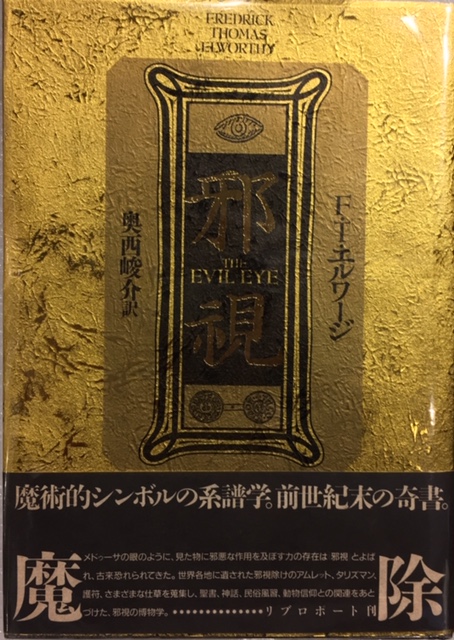 FREDRICK
THOMAS
ELWORTHY
邪視
THE
EVIL EYE
F・T・エルワージ
奥西峻介訳
魔術的シンボルの系譜学。前世紀末の奇書。
魔除
メドゥーサの眼のように、見た物に邪悪な作用を及ぼす力の存在は 邪視 とよば
れ、古来恐れられてきた。世界各地に遺された邪視除けのアムレット、タリスマン、
護符、さまざまな仕草を蒐集し、聖書、神話、民俗風習、動物信仰との関連をあと
づけた、邪視の博物学。••••••••••••••リブロポート刊